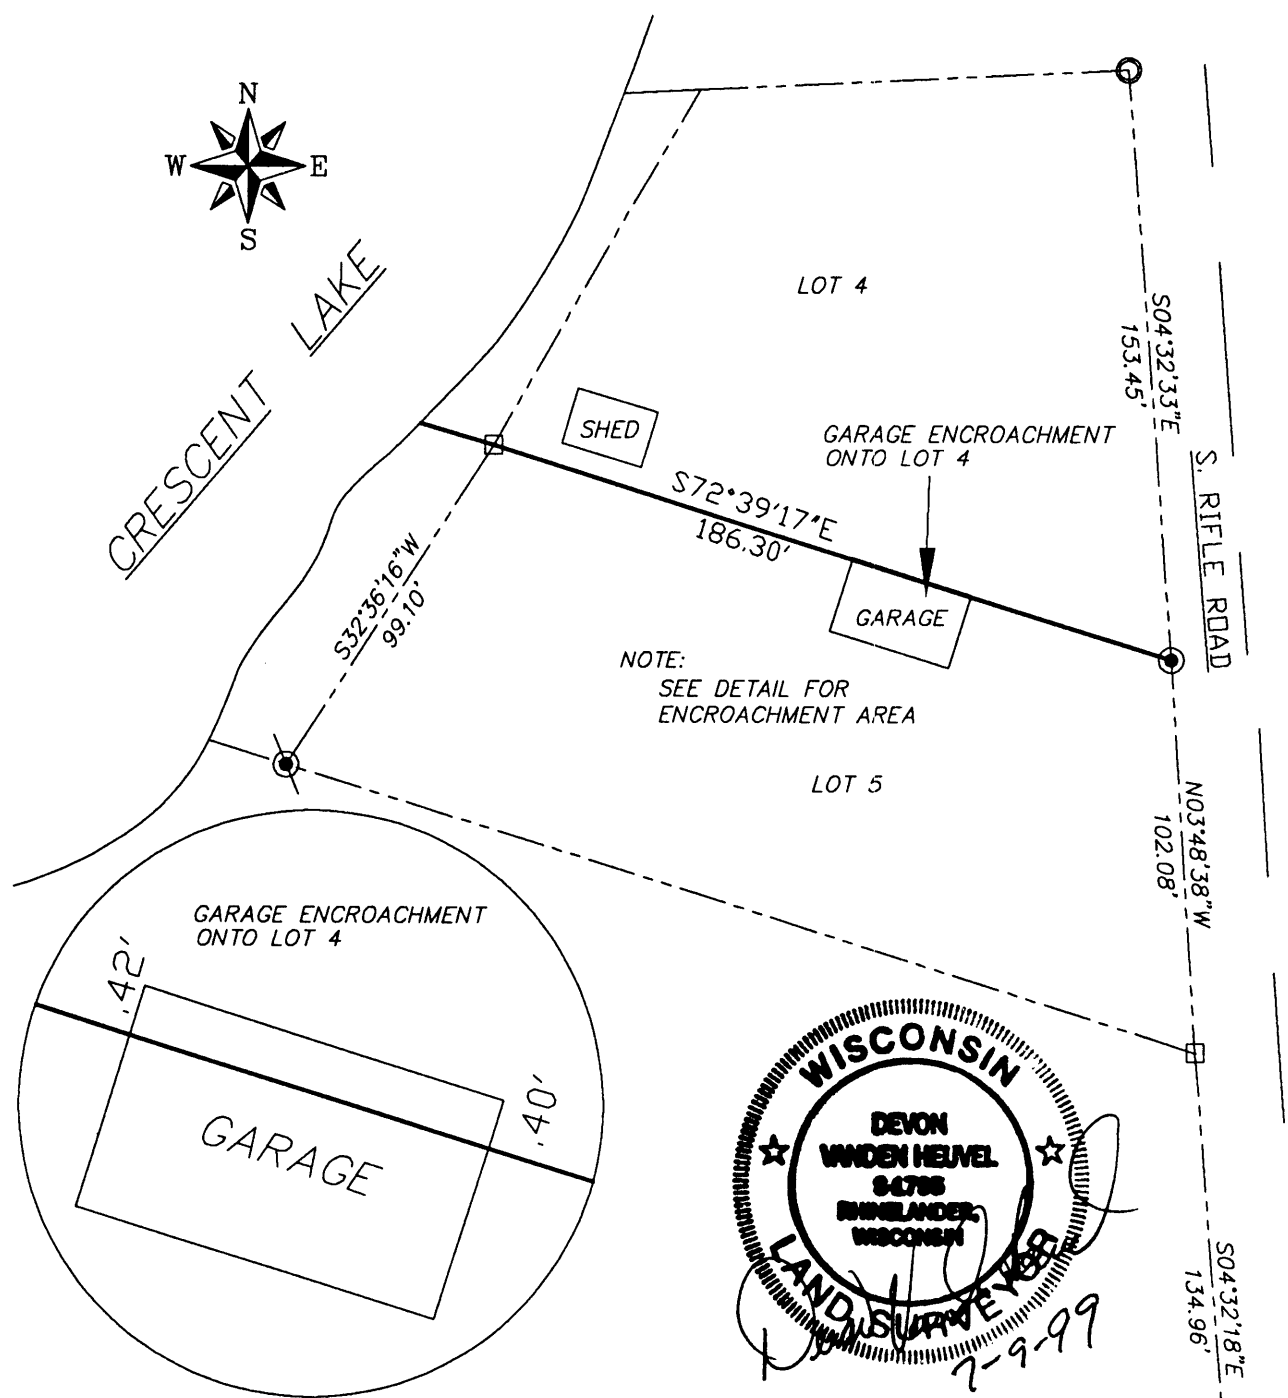 N
W E
S
CRESCENT LAKE
LOT 4
S04°32'33"E
153.45'
SHED
GARAGE ENCROACHMENT
ONTO LOT 4
S. RIFLE ROAD
S72°39'17"E
186.30'
S32°36'16"W
99.10'
GARAGE
NOTE:
SEE DETAIL FOR
ENCROACHMENT AREA
LOT 5
N03°48'38"W
102.08'
GARAGE ENCROACHMENT
ONTO LOT 4
.42'
.40'
GARAGE
WISCONSIN
DEVON
VANDEN HEUVEL
RHINELANDER,
WISCONSIN
LAND SURVEYOR
7-9-99
S04°32'18"E
134.96'